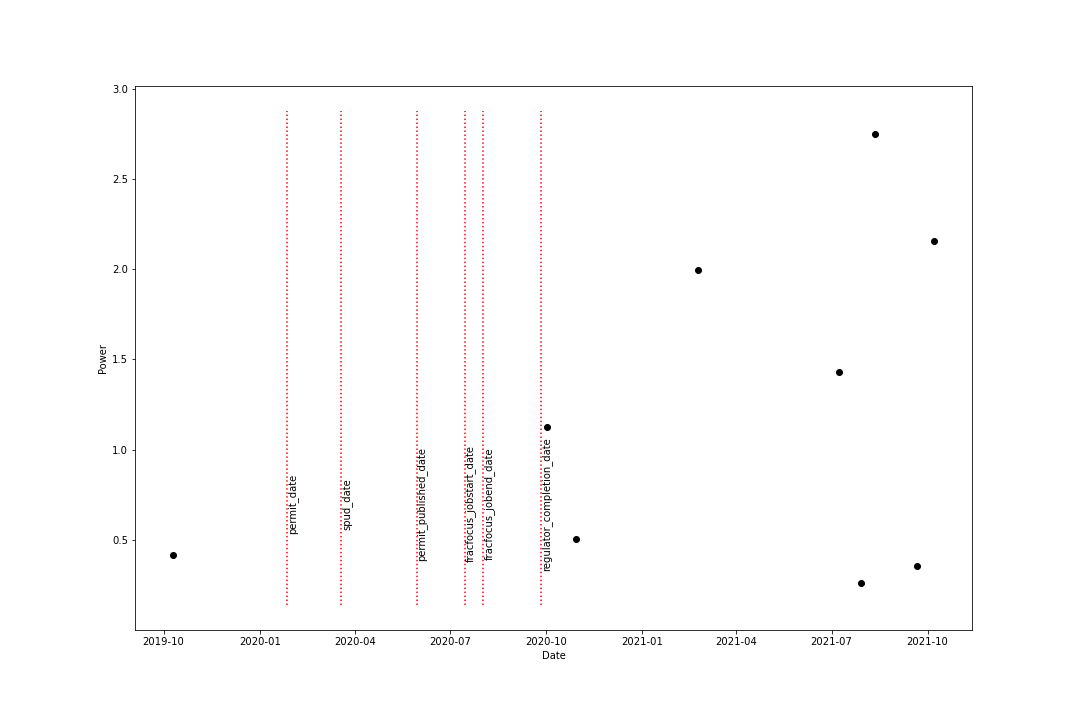 3.0
2.5
2.0
1.5
1.0
0.5
Power
permit_date
spud_date
permit_published_date
fracfocus_jobstart_date
fracfocus_jobend_date
regulator_completion_date
2019-10
2020-01
2020-04
2020-07
2020-10
2021-01
2021-04
2021-07
2021-10
Date